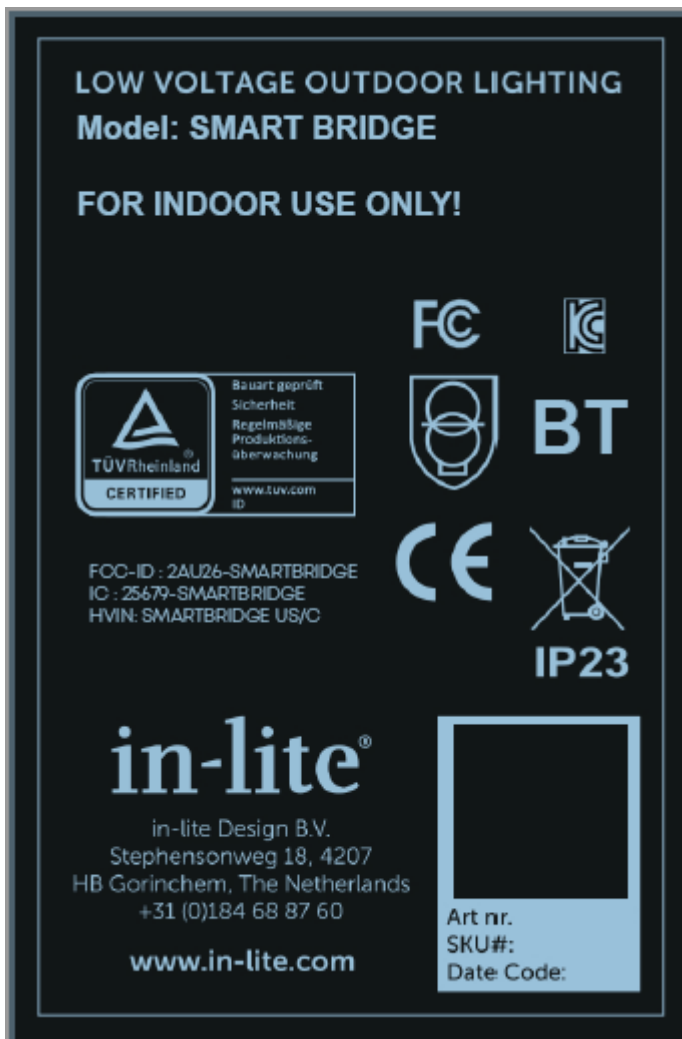 LOW VOLTAGE OUTDOOR LIGHTING
Model: SMART BRIDGE
FOR INDOOR USE ONLY!
FC
KC
Bauart geprüft
Sicherheit
Regelmäßige
Produktions-
überwachung
www.tuv.com
ID
TÜVRheinland®
CERTIFIED
BT
CE
FCC-ID : 2AU26-SMARTBRIDGE
IC : 25679-SMARTBRIDGE
HVIN: SMARTBRIDGE US/C
IP23
in-lite®
in-lite Design B.V.
Stephensonweg 18, 4207
HB Gorinchem, The Netherlands
+31 (0)184 68 87 60
www.in-lite.com
Art nr.
SKU#:
Date Code: